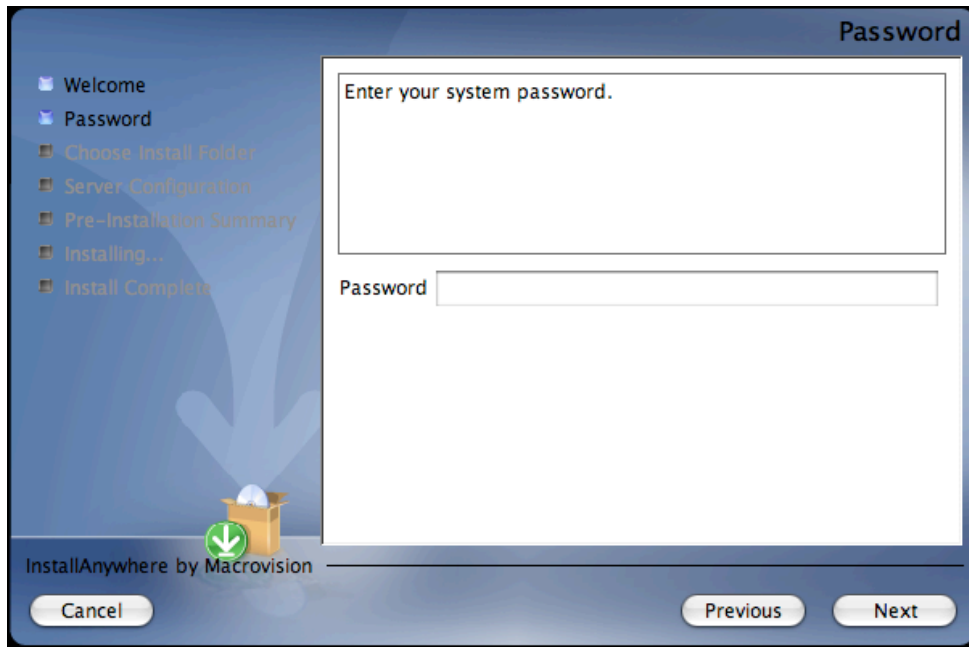 Password
Welcome
Password
Choose Install Folder
Server Configuration
Pre-Installation Summary
Installing...
Install Complete
Enter your system password.
Password
InstallAnywhere by Macrovision
Cancel
Previous
Next